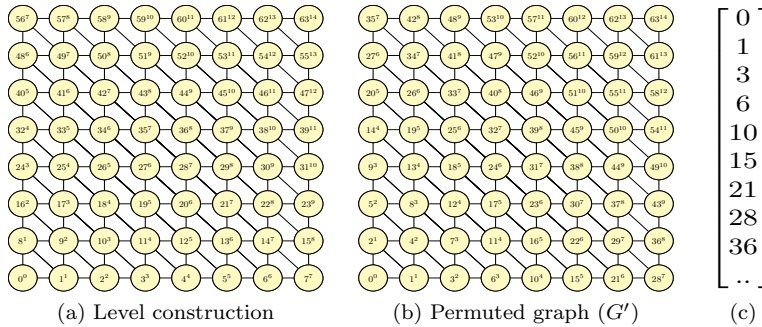 56⁷ 57⁸ 58⁹ 59¹⁰ 60¹¹ 61¹² 62¹³ 63¹⁴
48⁶ 49⁷ 50⁸ 51⁹ 52¹⁰ 53¹¹ 54¹² 55¹³
40⁵ 41⁶ 42⁷ 43⁸ 44⁹ 45¹⁰ 46¹¹ 47¹²
32⁴ 33⁵ 34⁶ 35⁷ 36⁸ 37⁹ 38¹⁰ 39¹¹
24³ 25⁴ 26⁵ 27⁶ 28⁷ 29⁸ 30⁹ 31¹⁰
16² 17³ 18⁴ 19⁵ 20⁶ 21⁷ 22⁸ 23⁹
8¹ 9² 10³ 11⁴ 12⁵ 13⁶ 14⁷ 15⁸
0⁰ 1¹ 2² 3³ 4⁴ 5⁵ 6⁶ 7⁷
(a) Level construction
35⁷ 42⁸ 48⁹ 53¹⁰ 57¹¹ 60¹² 62¹³ 63¹⁴
27⁶ 34⁷ 41⁸ 47⁹ 52¹⁰ 56¹¹ 59¹² 61¹³
20⁵ 26⁶ 33⁷ 40⁸ 46⁹ 51¹⁰ 55¹¹ 58¹²
14⁴ 19⁵ 25⁶ 32⁷ 39⁸ 45⁹ 50¹⁰ 54¹¹
9³ 13⁴ 18⁵ 24⁶ 31⁷ 38⁸ 44⁹ 49¹⁰
5² 8³ 12⁴ 17⁵ 23⁶ 30⁷ 37⁸ 43⁹
2¹ 4² 7³ 11⁴ 16⁵ 22⁶ 29⁷ 36⁸
0⁰ 1¹ 3² 6³ 10⁴ 15⁵ 21⁶ 28⁷
(b) Permuted graph (G′)
0
1
3
6
10
15
21
28
36
..
(c)